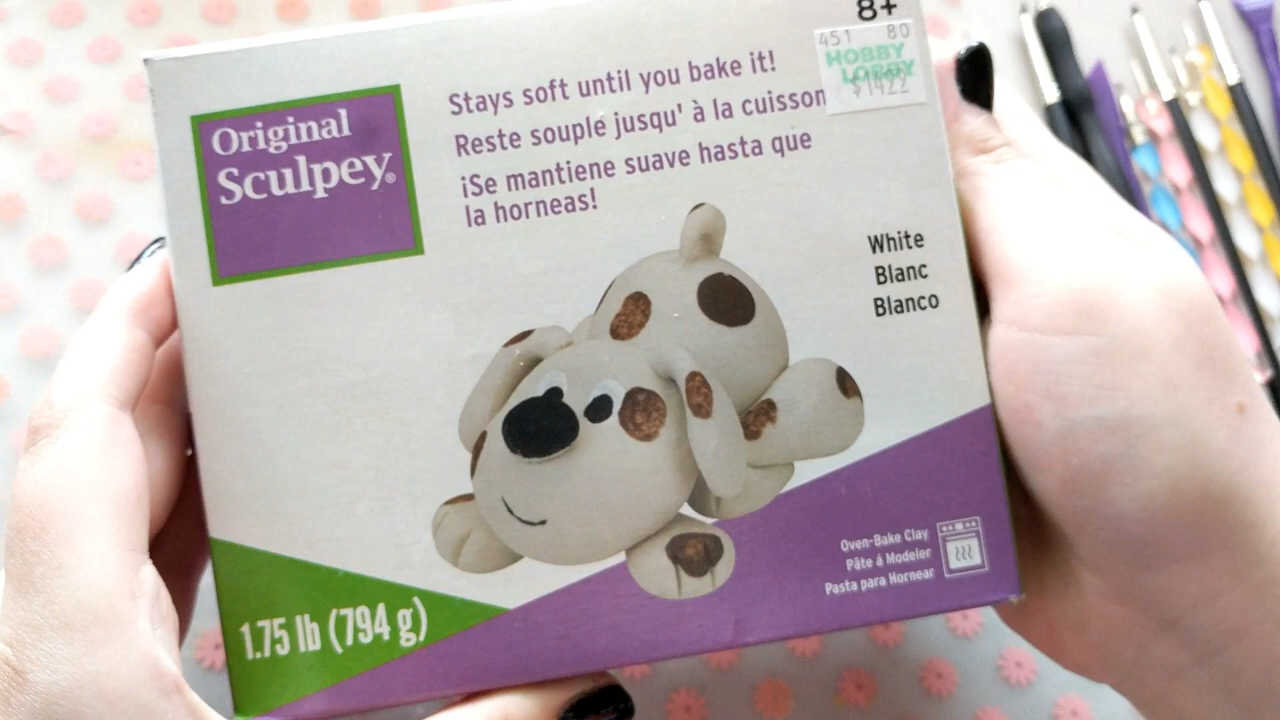 8+
451 80
HOBBY
LOBBY
$1422
Original
Sculpey®
Stays soft until you bake it!
Reste souple jusqu' à la cuisson
¡Se mantiene suave hasta que
la horneas!
White
Blanc
Blanco
Oven-Bake Clay
Pâte á Modeler
Pasta para Hornear
1.75 lb (794 g)